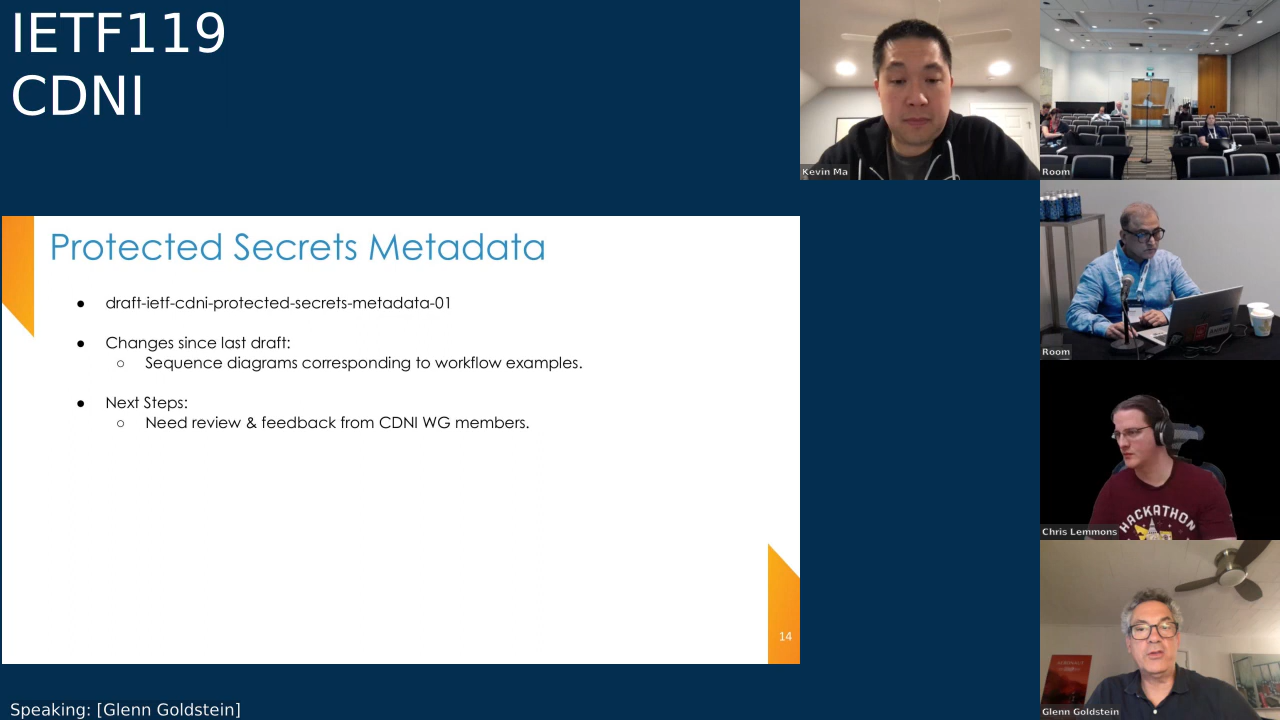 IETF119
CDNI
Kevin Ma
Room
Protected Secrets Metadata
● draft-ietf-cdni-protected-secrets-metadata-01
● Changes since last draft:
○ Sequence diagrams corresponding to workflow examples.
● Next Steps:
○ Need review & feedback from CDNI WG members.
14
Room
HACKATHON
Chris Lemmons
Glenn Goldstein
Speaking: [Glenn Goldstein]